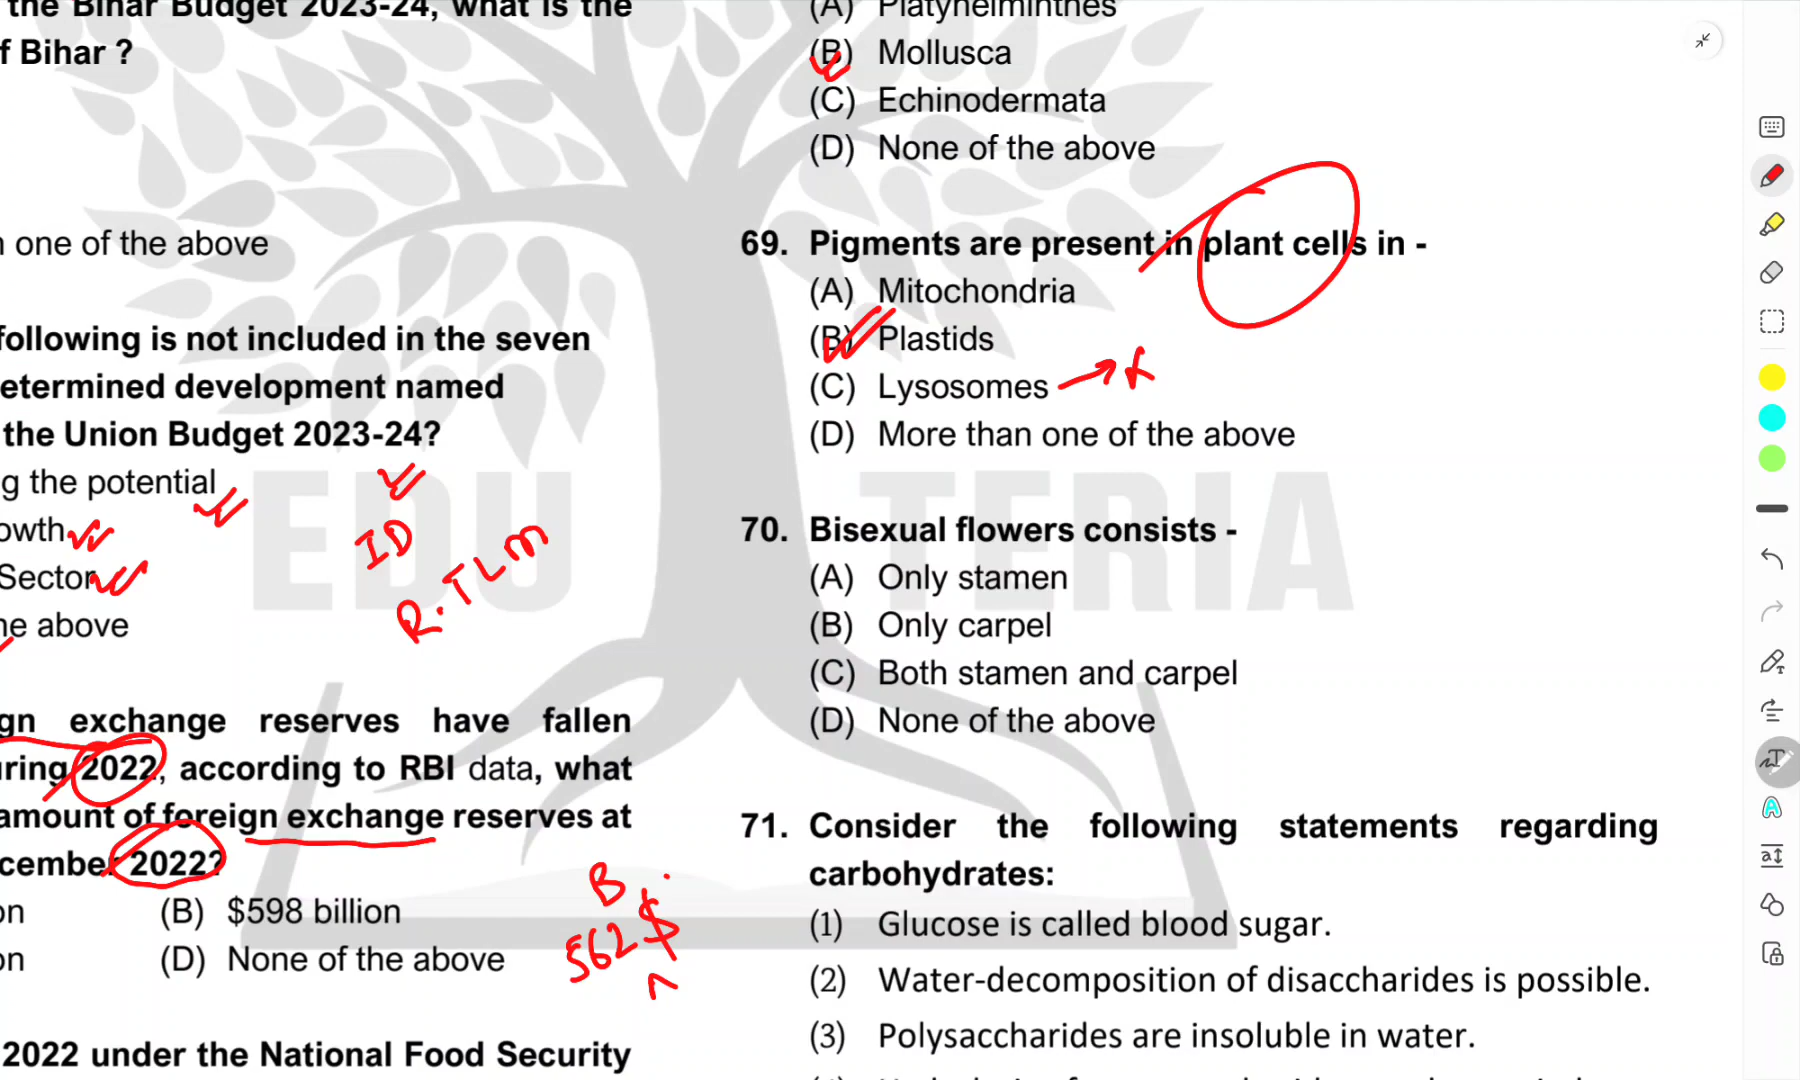 the Bihar Budget 2023-24, what is the
f Bihar ?
one of the above
following is not included in the seven
etermined development named
the Union Budget 2023-24?
g the potential
owth
Sector
he above
ID
R.TLM
gn exchange reserves have fallen
uring 2022, according to RBI data, what
amount of foreign exchange reserves at
cember 2022?
on (B) $598 billion
on (D) None of the above
B
562 $
2022 under the National Food Security
(A) Platyhelminthes
(B) Mollusca
(C) Echinodermata
(D) None of the above
69. Pigments are present in plant cells in -
(A) Mitochondria
(B) Plastids
(C) Lysosomes
(D) More than one of the above
EDU TERIA
70. Bisexual flowers consists -
(A) Only stamen
(B) Only carpel
(C) Both stamen and carpel
(D) None of the above
71. Consider the following statements regarding
carbohydrates:
(1) Glucose is called blood sugar.
(2) Water-decomposition of disaccharides is possible.
(3) Polysaccharides are insoluble in water.